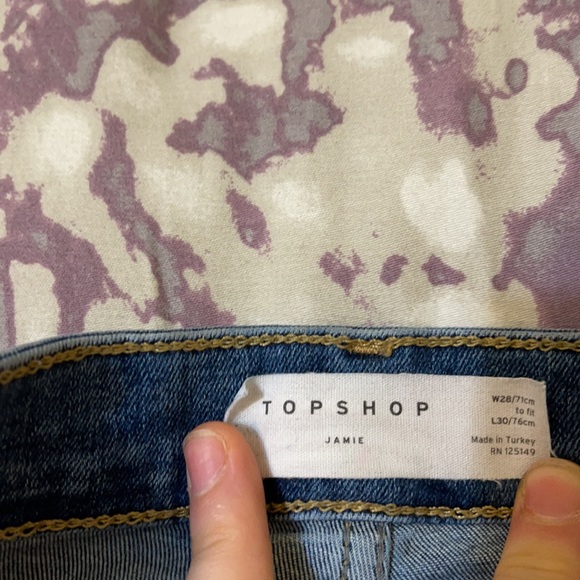 TOPSHOP
JAMIE
W28/71cm
to fit
L30/76cm
Made in Turkey
RN 125149